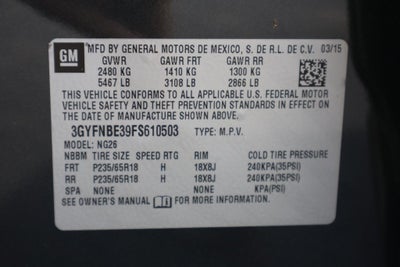 GM MFD BY GENERAL MOTORS DE MEXICO, S. DE R.L. DE C.V. 03/15
GVWR GAWR FRT GAWR RR
2480 KG 1410 KG 1300 KG
5467 LB 3108 LB 2866 LB
THIS VEHICLE CONFORMS TO ALL APPLICABLE U.S. FEDERAL MOTOR
VEHICLE SAFETY AND THEFT PREVENTION STANDARDS IN EFFECT ON
THE DATE OF MANUFACTURE SHOWN ABOVE.
3GYFNBE39FS610503 TYPE: M.P.V.
MODEL: NG26
NBBM TIRE SIZE SPEED RTG RIM COLD TIRE PRESSURE
FRT P235/65R18 H 18X8J 240KPA(35PSI)
RR P235/65R18 H 18X8J 240KPA(35PSI)
SPA NONE NONE KPA(PSI)
SEE OWNER'S MANUAL FOR MORE INFORMATION.